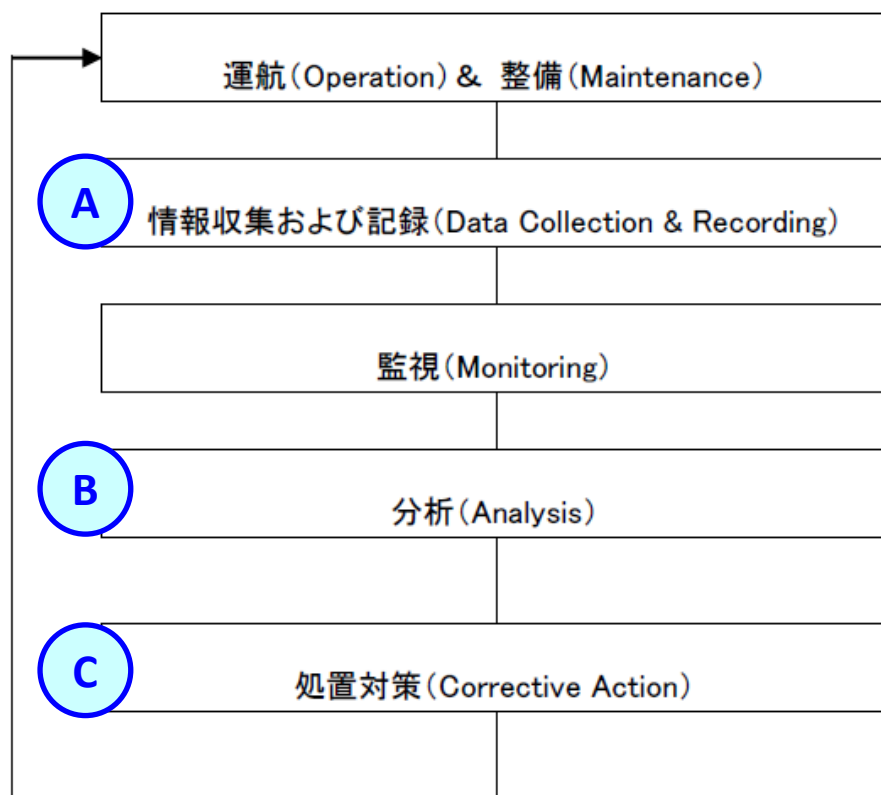 運航(Operation)& 整備(Maintenance)
A
情報収集および記録(Data Collection & Recording)
監視(Monitoring)
B
分析(Analysis)
C
処置対策(Corrective Action)